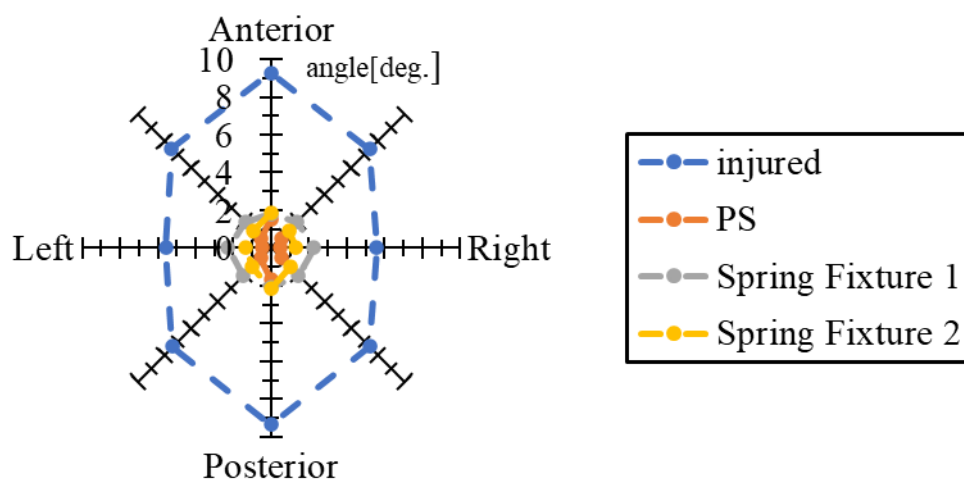 Anterior
10
angle[deg.]
8
6
4
2
0
Left
Right
Posterior
injured
PS
Spring Fixture 1
Spring Fixture 2